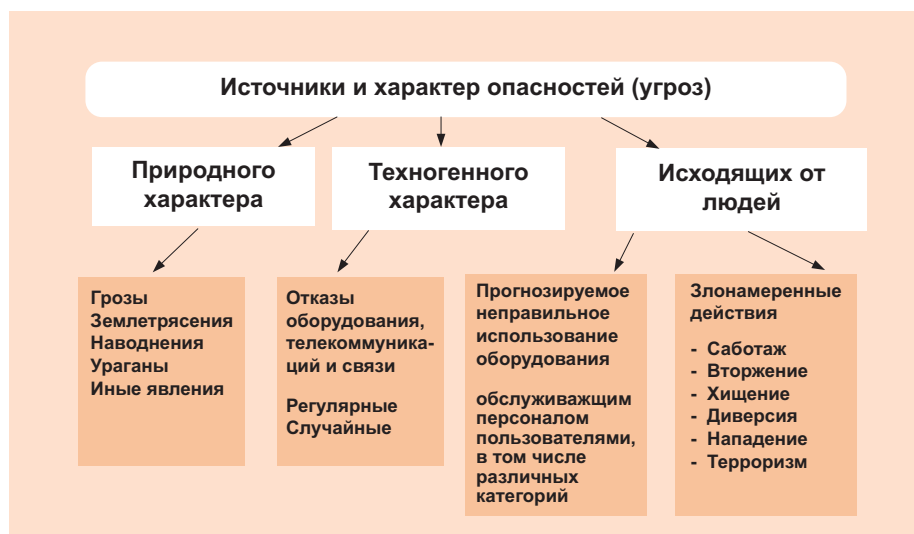 Источники и характер опасностей (угроз)
Природного
характера
Техногенного
характера
Исходящих от
людей
Грозы
Землетрясения
Наводнения
Ураганы
Иные явления
Отказы
оборудования,
телекоммуника-
ций и связи
Регулярные
Случайные
Прогнозируемое
неправильное
использование
оборудования
обслуживажщим
персоналом
пользователями,
в том числе
различных
категорий
Злонамеренные
действия
- Саботаж
- Вторжение
- Хищение
- Диверсия
- Нападение
- Терроризм